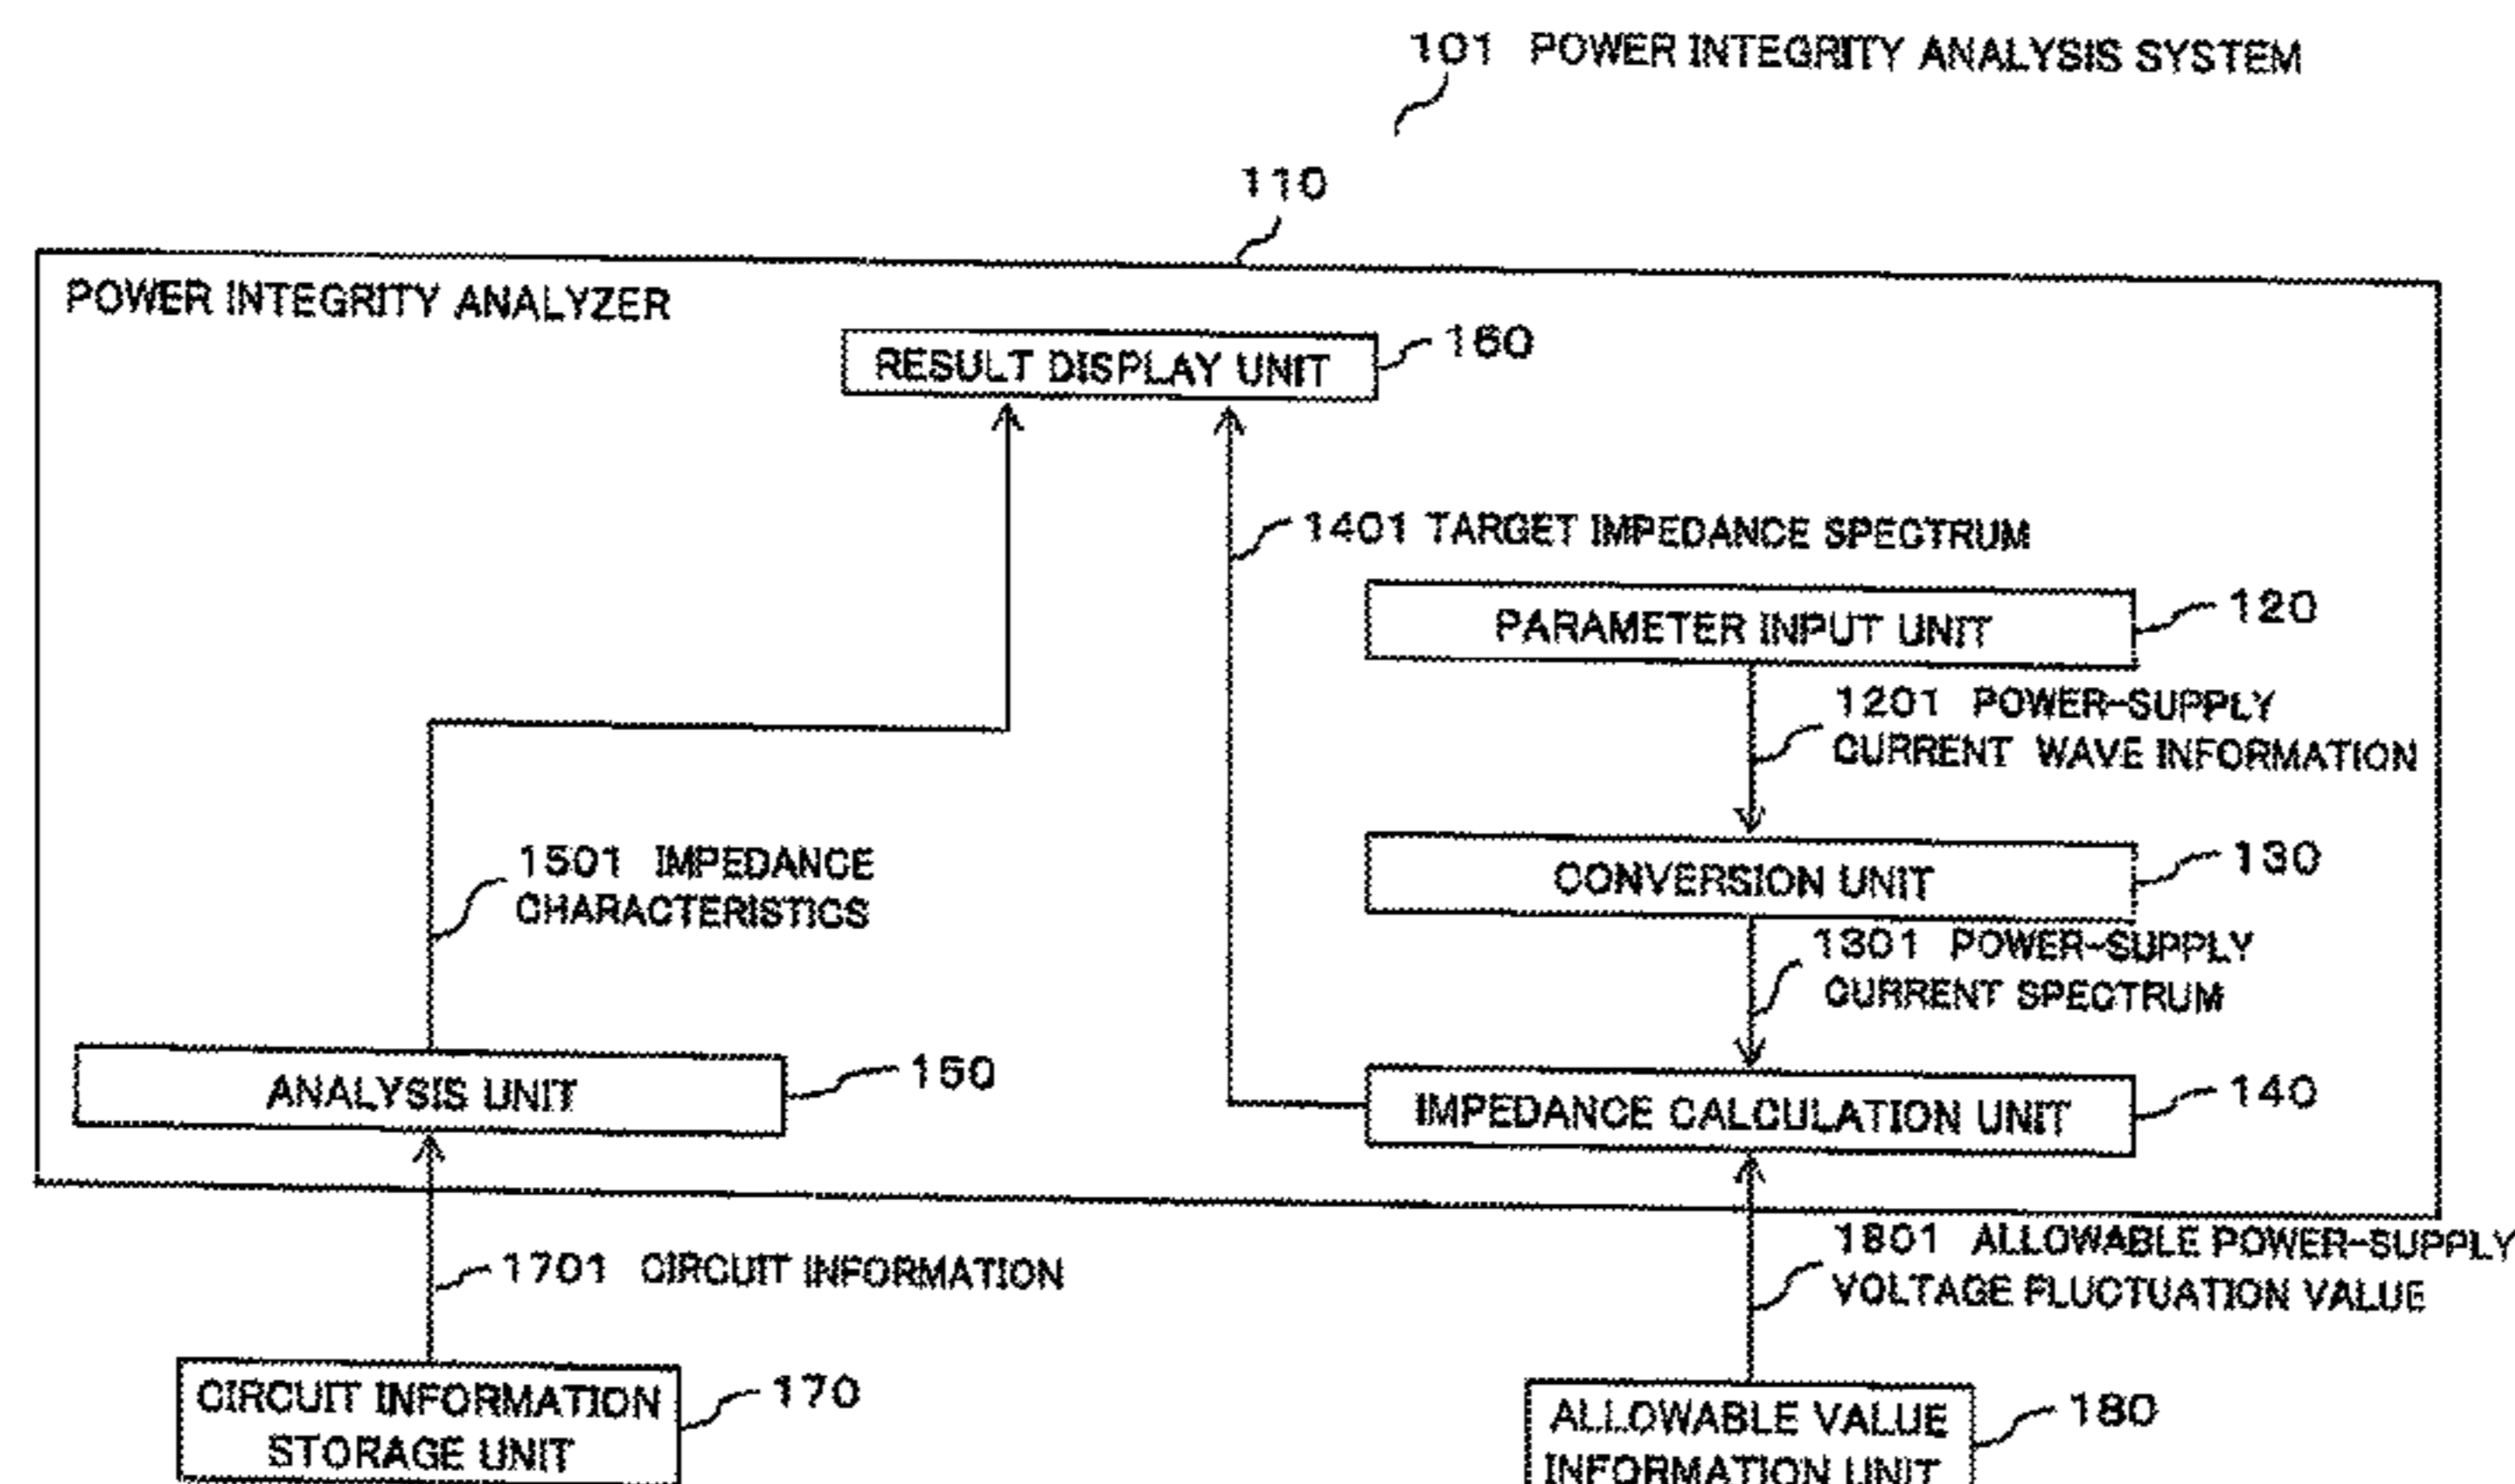 101 POWER INTEGRITY ANALYSIS SYSTEM
110
POWER INTEGRITY ANALYZER
RESULT DISPLAY UNIT
160
1401 TARGET IMPEDANCE SPECTRUM
PARAMETER INPUT UNIT
120
1201 POWER-SUPPLY
CURRENT WAVE INFORMATION
CONVERSION UNIT
130
1501 IMPEDANCE
CHARACTERISTICS
1301 POWER-SUPPLY
CURRENT SPECTRUM
ANALYSIS UNIT
150
IMPEDANCE CALCULATION UNIT
140
1701 CIRCUIT INFORMATION
1801 ALLOWABLE POWER-SUPPLY
VOLTAGE FLUCTUATION VALUE
CIRCUIT INFORMATION
STORAGE UNIT
170
ALLOWABLE VALUE
INFORMATION UNIT
180